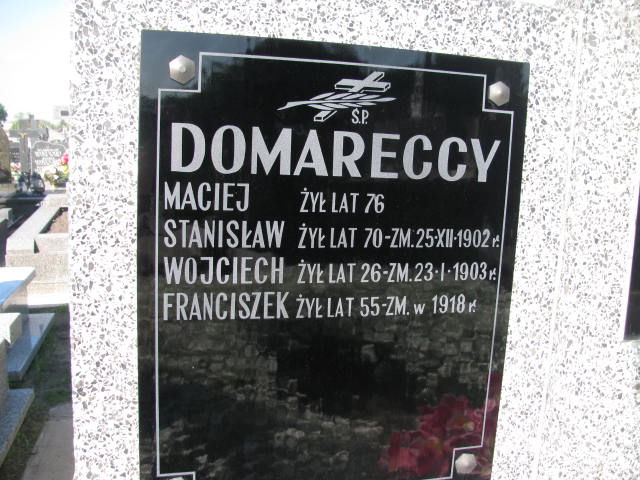 Ś.P.
DOMARECCY
MACIEJ ŻYŁ LAT 76
STANISŁAW ŻYŁ LAT 70-ZM. 25·XII·1902 r.
WOJCIECH ŻYŁ LAT 26-ZM. 23·I·1903 r.
FRANCISZEK ŻYŁ LAT 55-ZM. w 1918 r.